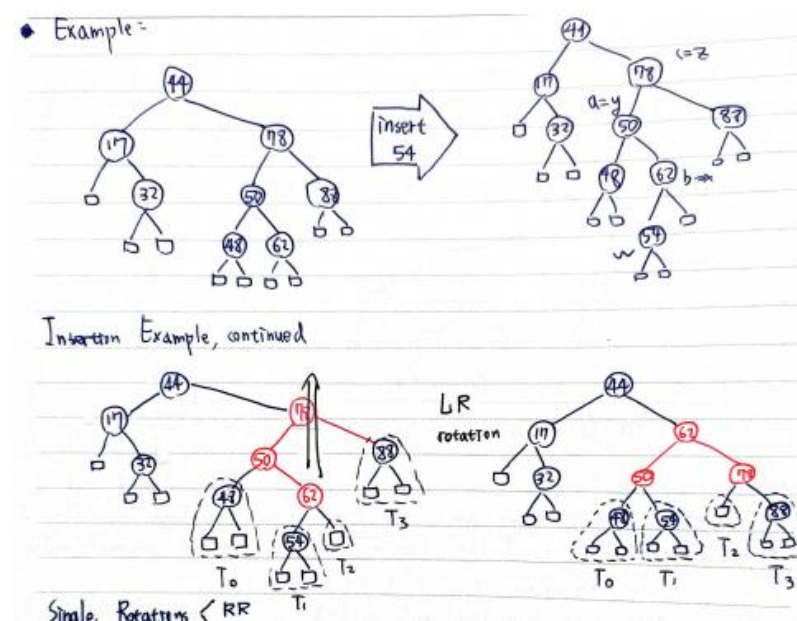 • Example =
44
17 78
32 50 88
48 62
insert
54
44
c=z
17 78
a=y
32 50 88
48 62 b=x
w 54
Insertion Example, continued
44
17 78
50
32 88
48 62
54
T₀ T₁ T₂ T₃
LR
rotation
44
17 62
32 50 78
48 54 88
T₀ T₁ T₂ T₃
Single Rotations < RR